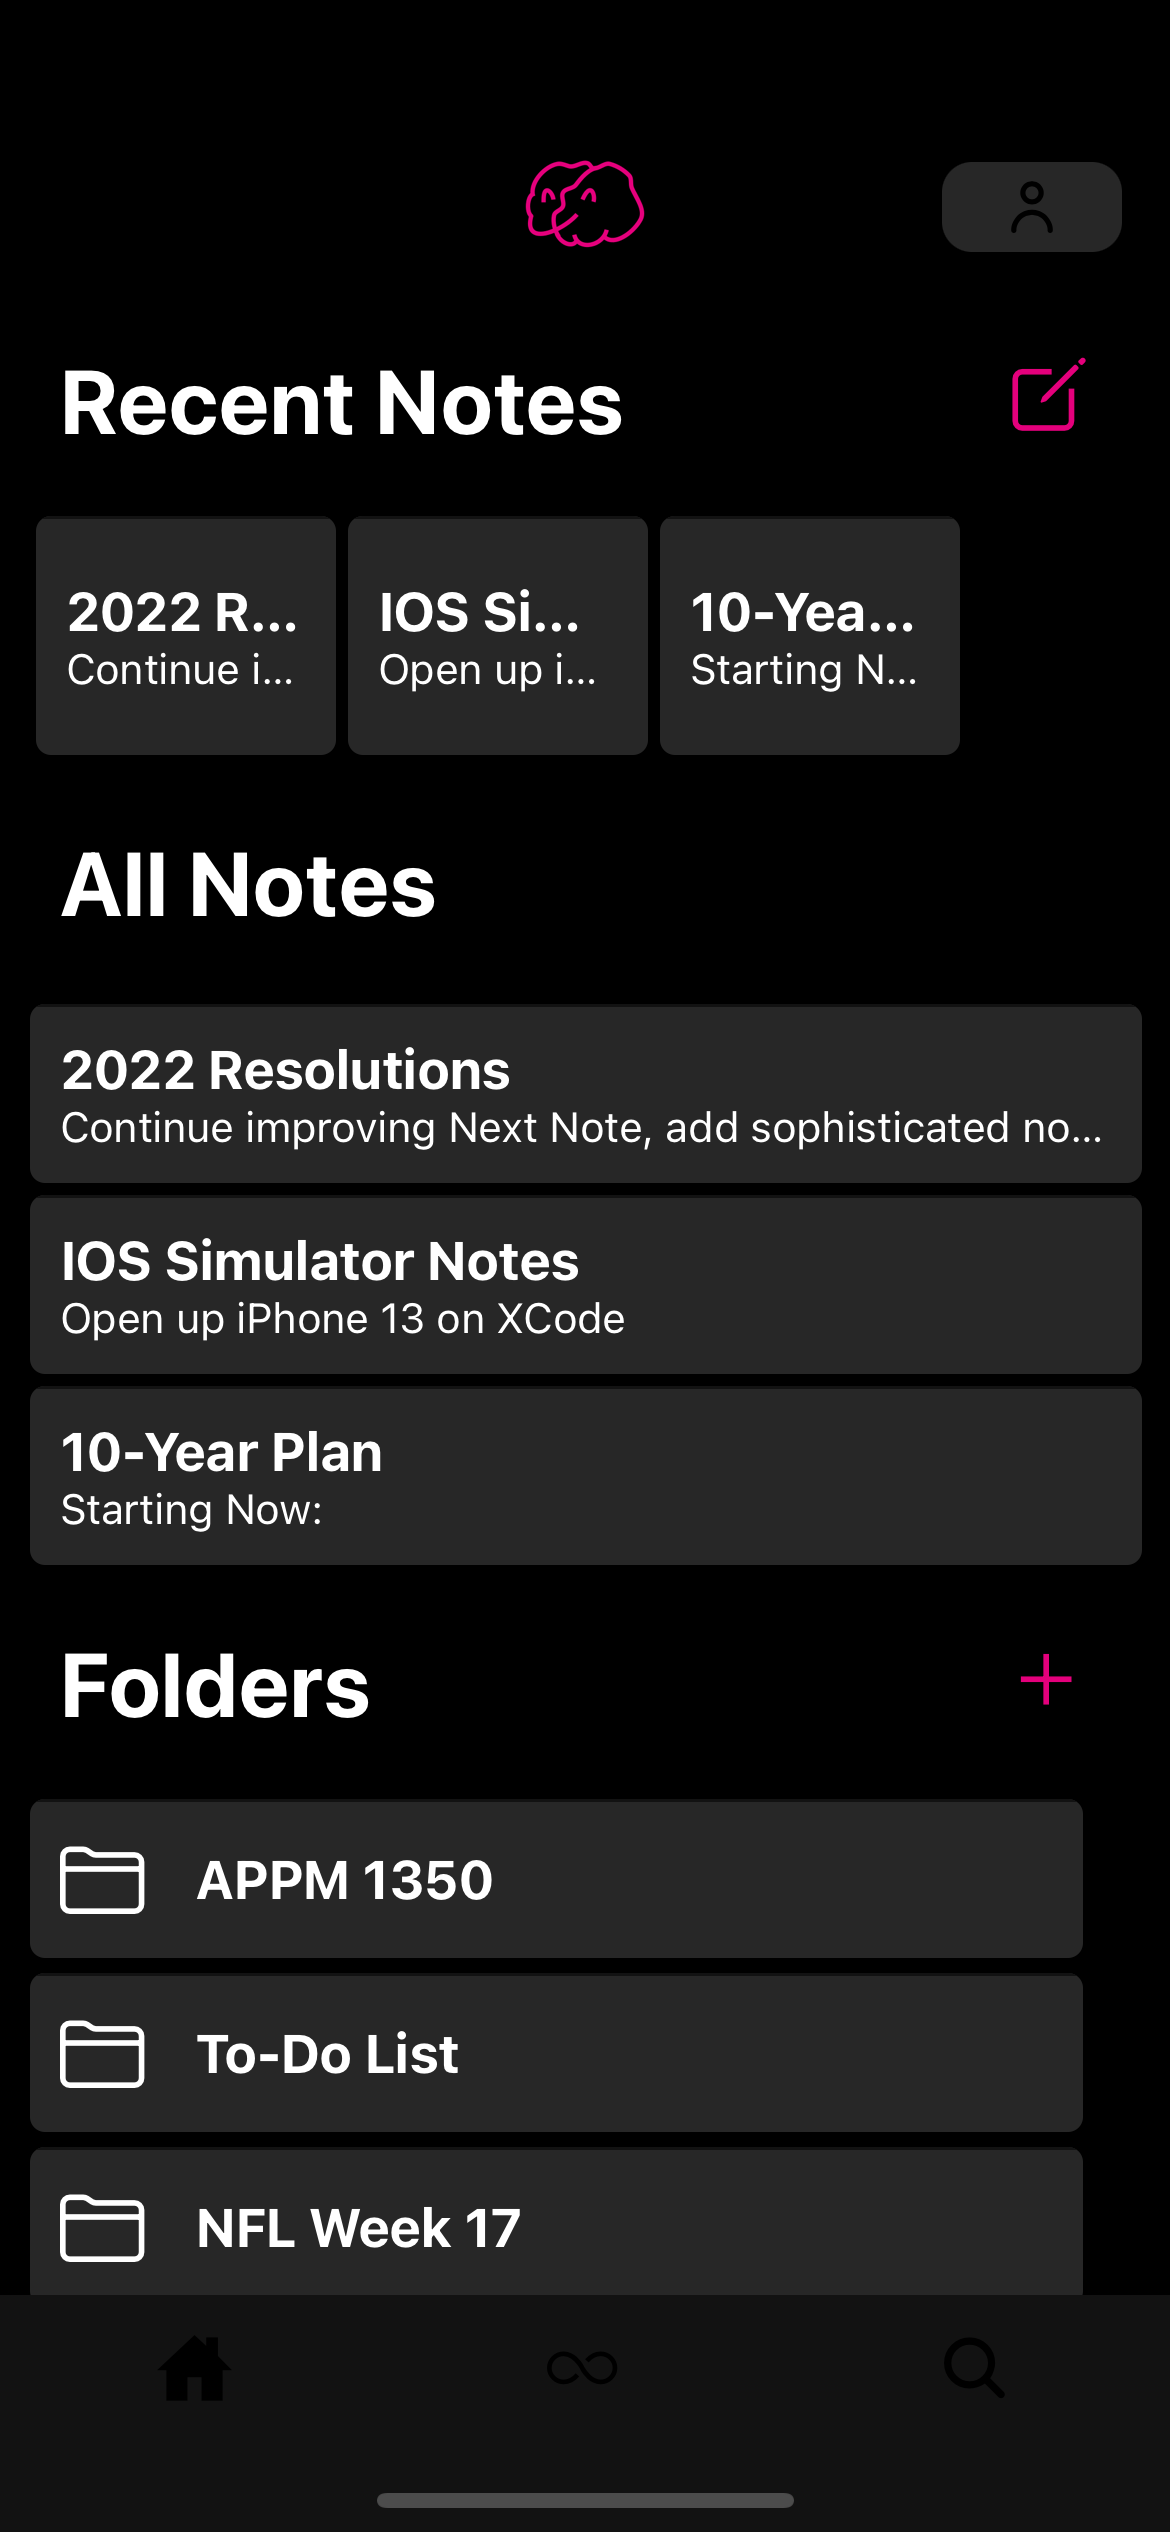 Recent Notes
2022 R...
Continue i...
IOS Si...
Open up i...
10-Yea...
Starting N...
All Notes
2022 Resolutions
Continue improving Next Note, add sophisticated no...
IOS Simulator Notes
Open up iPhone 13 on XCode
10-Year Plan
Starting Now:
Folders
APPM 1350
To-Do List
NFL Week 17